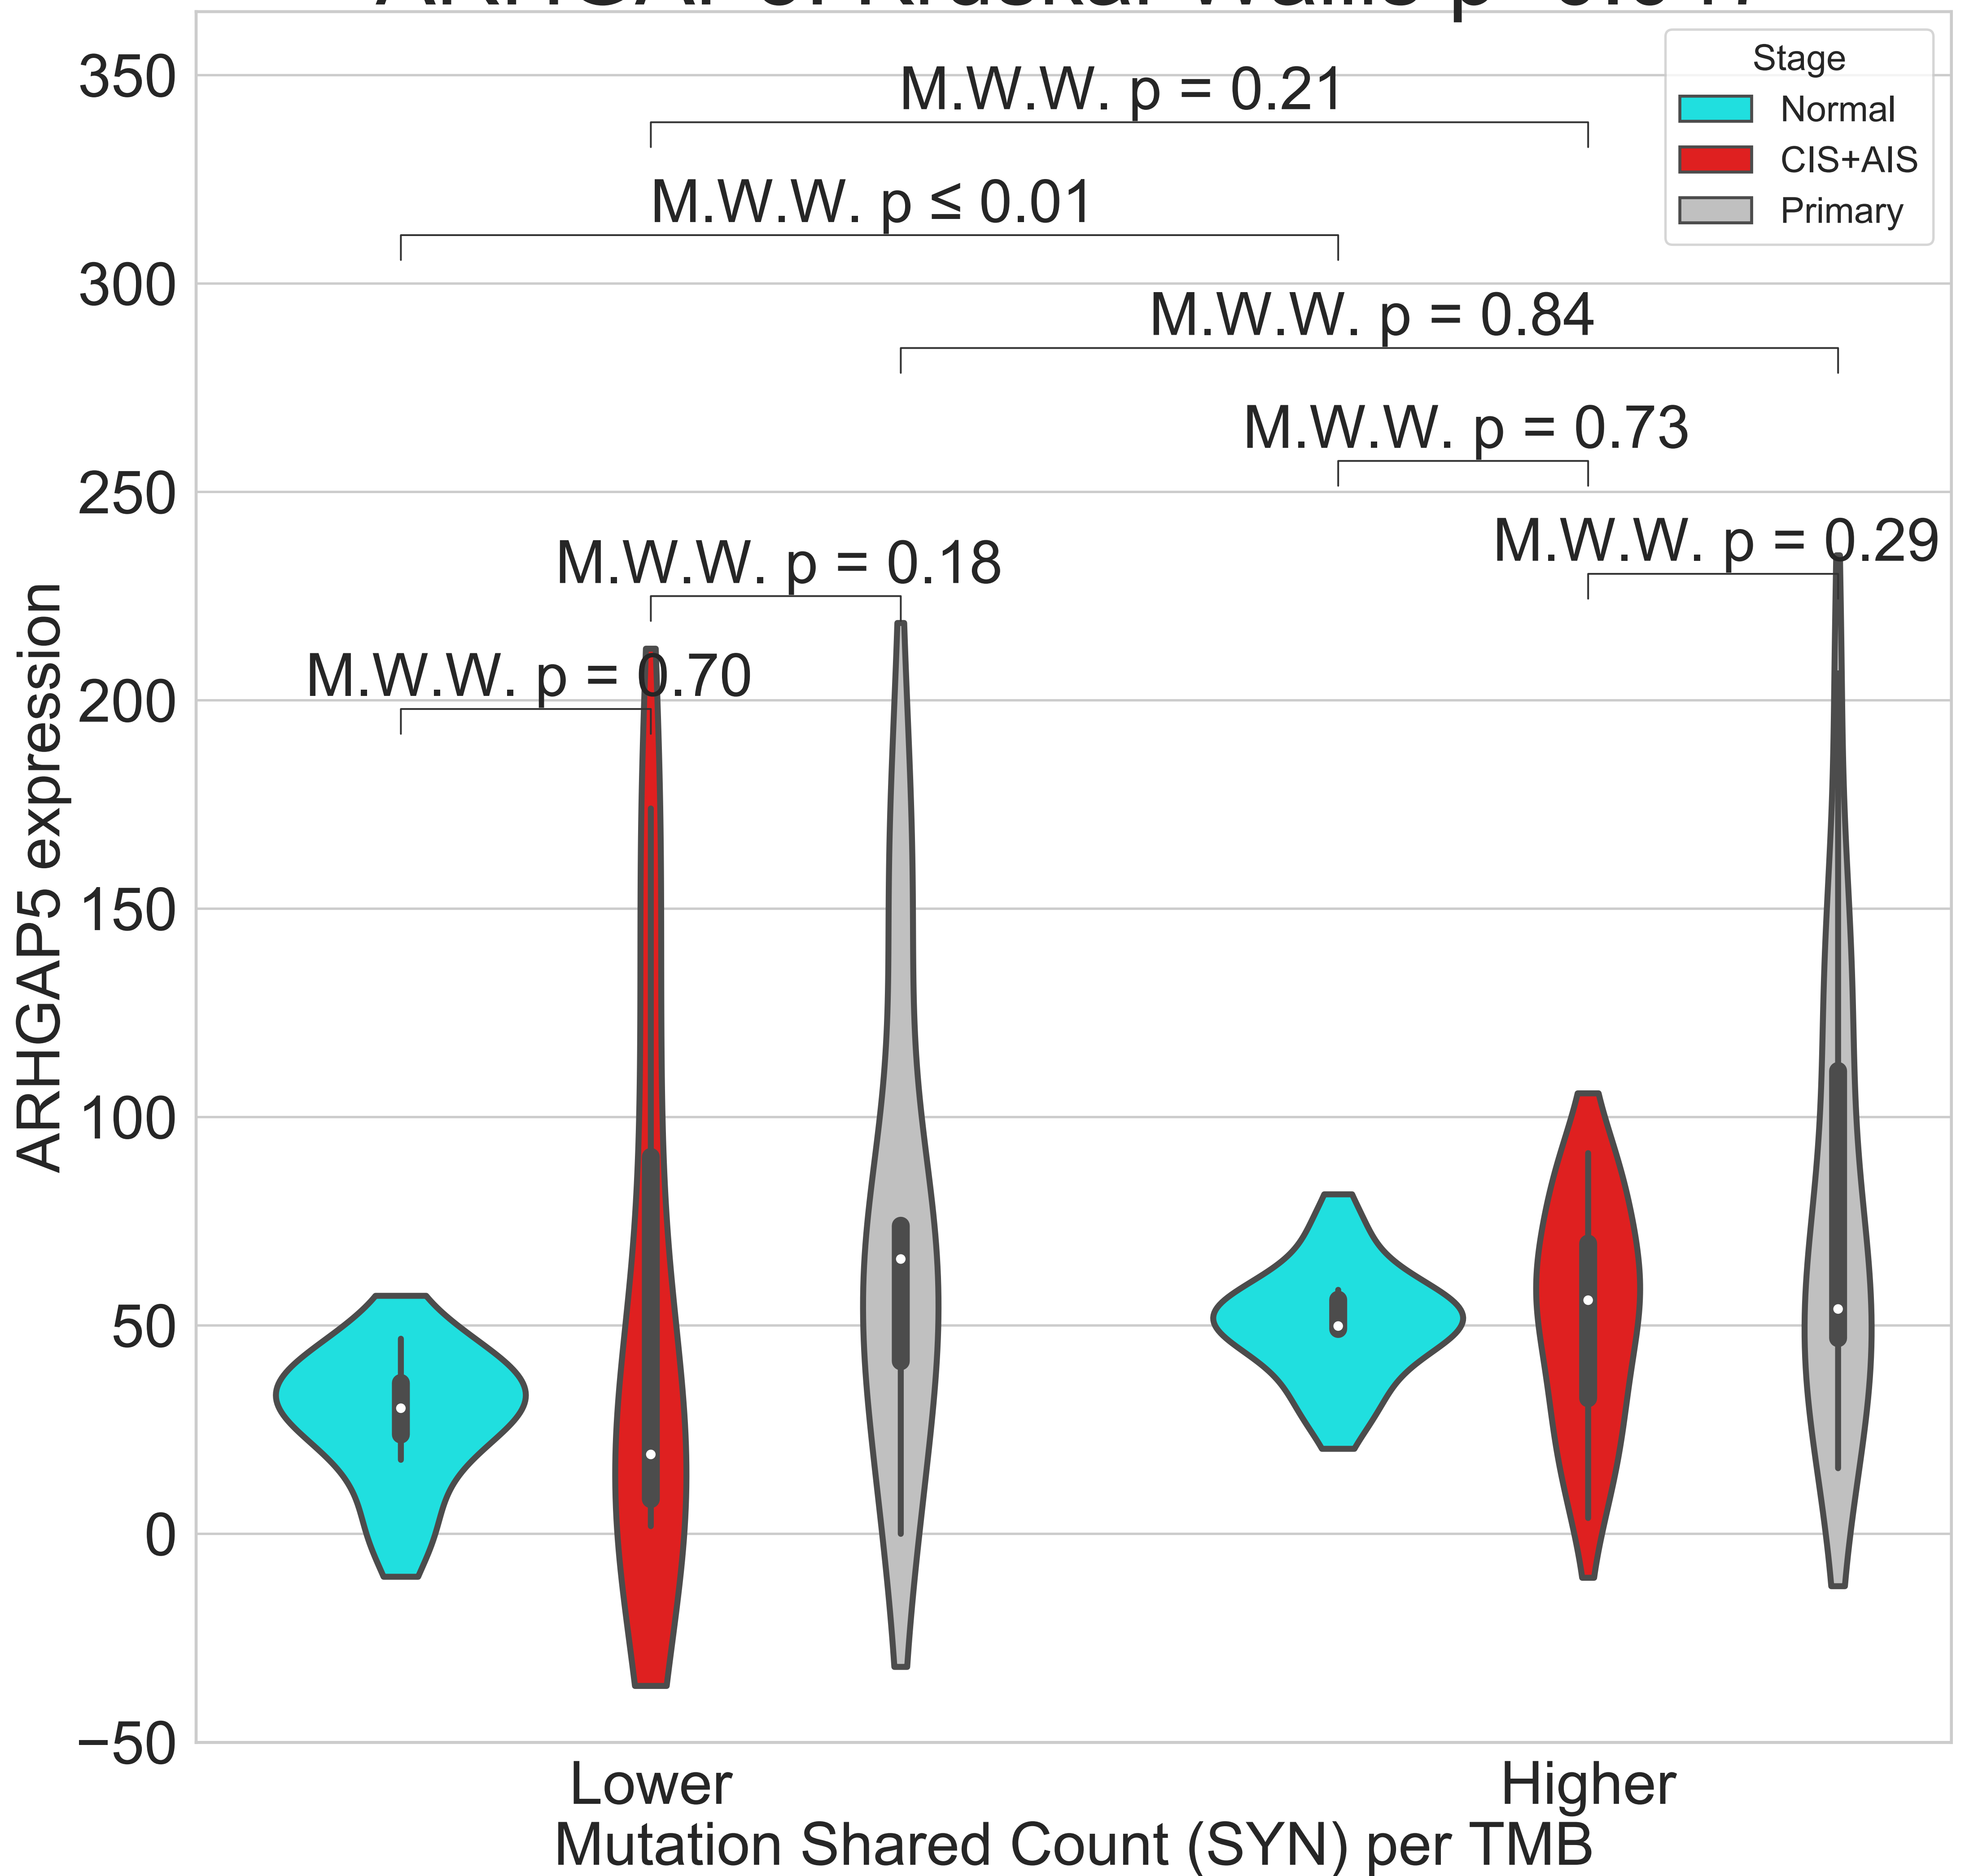 350
300
250
200
150
100
50
0
−50
ARHGAP5 expression
M.W.W. p = 0.21
M.W.W. p ≤ 0.01
M.W.W. p = 0.84
M.W.W. p = 0.73
M.W.W. p = 0.29
M.W.W. p = 0.18
M.W.W. p = 0.70
Stage
Normal
CIS+AIS
Primary
Lower
Higher
Mutation Shared Count (SYN) per TMB